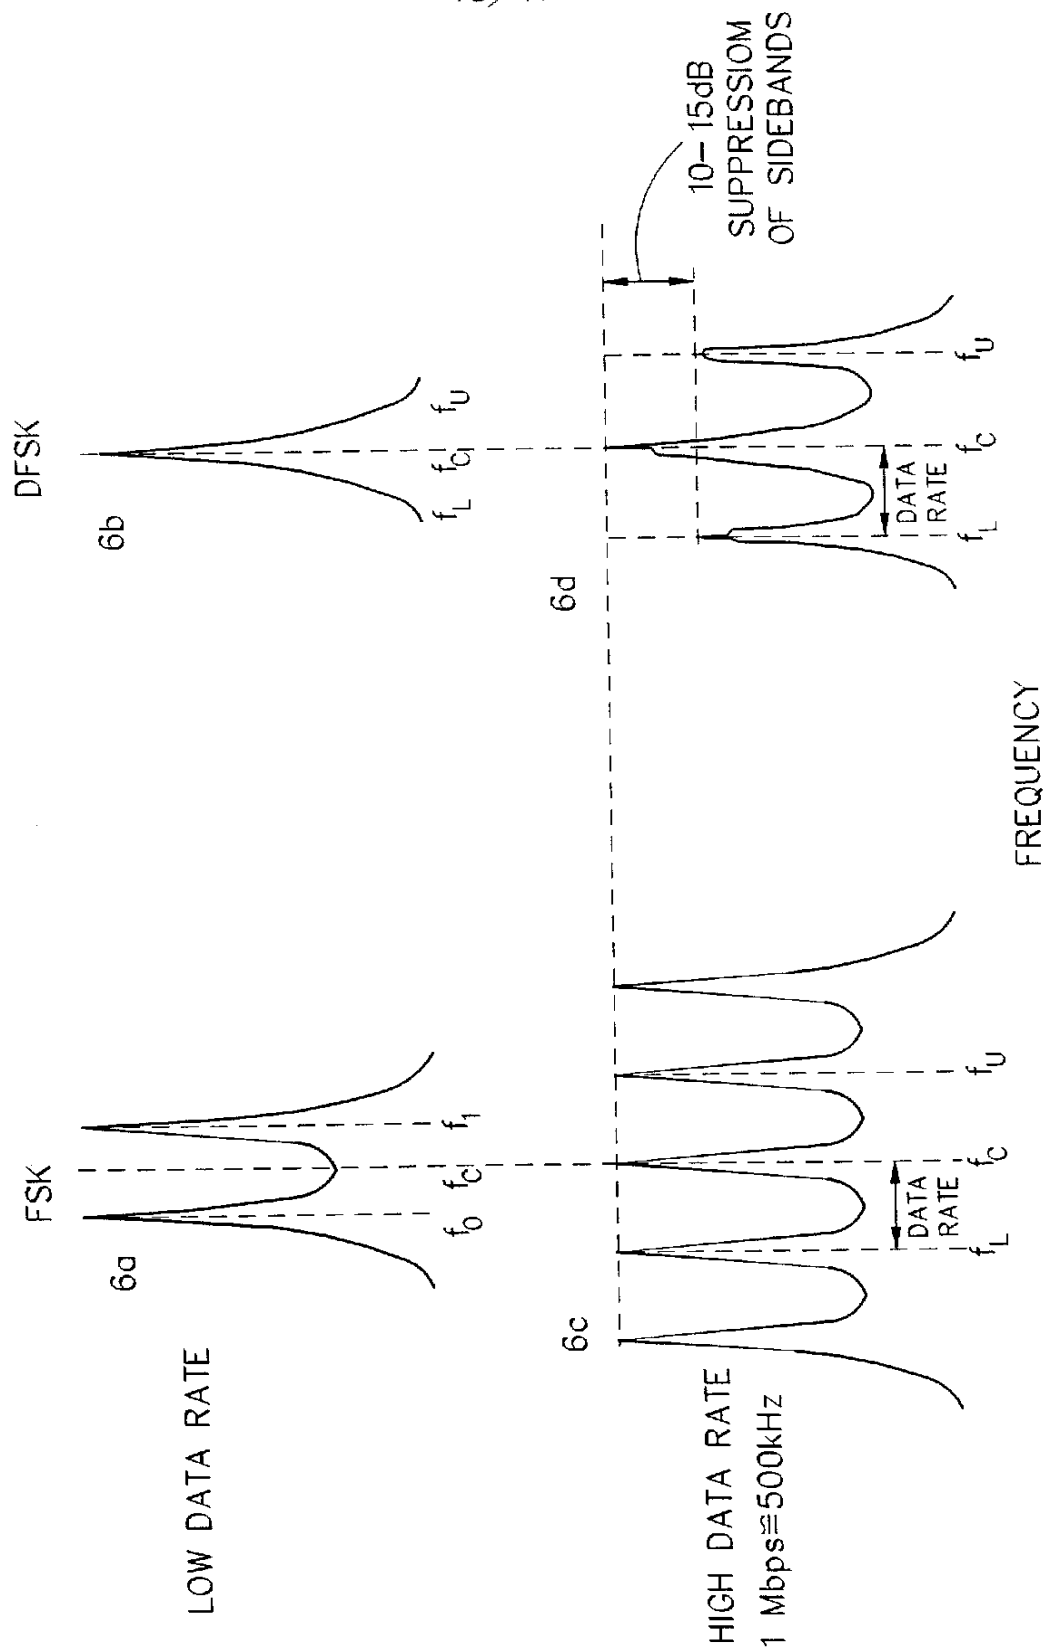 FSK
DFSK
LOW DATA RATE
6a
f0
fC
f1
6b
fL
fC
fU
HIGH DATA RATE
1 Mbps≅500kHz
6c
fL
fC
fU
DATA
RATE
6d
fL
fC
fU
DATA
RATE
10–15dB
SUPPRESSIOM
OF SIDEBANDS
FREQUENCY